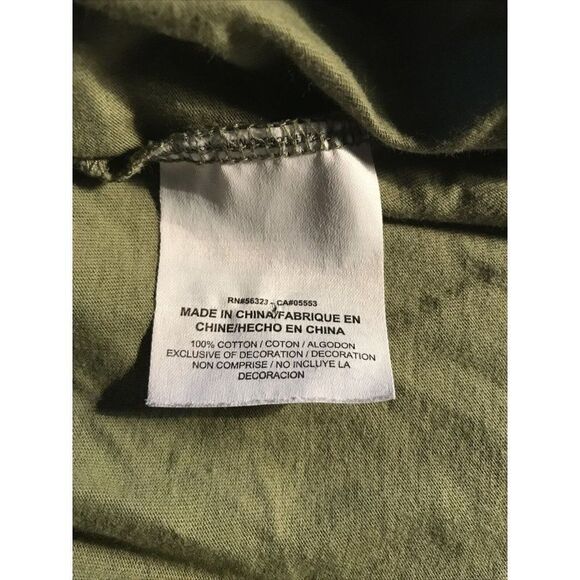 RN#56323 - CA#05553
MADE IN CHINA/FABRIQUE EN
CHINE/HECHO EN CHINA
100% COTTON / COTON / ALGODON
EXCLUSIVE OF DECORATION / DECORATION
NON COMPRISE / NO INCLUYE LA
DECORACION